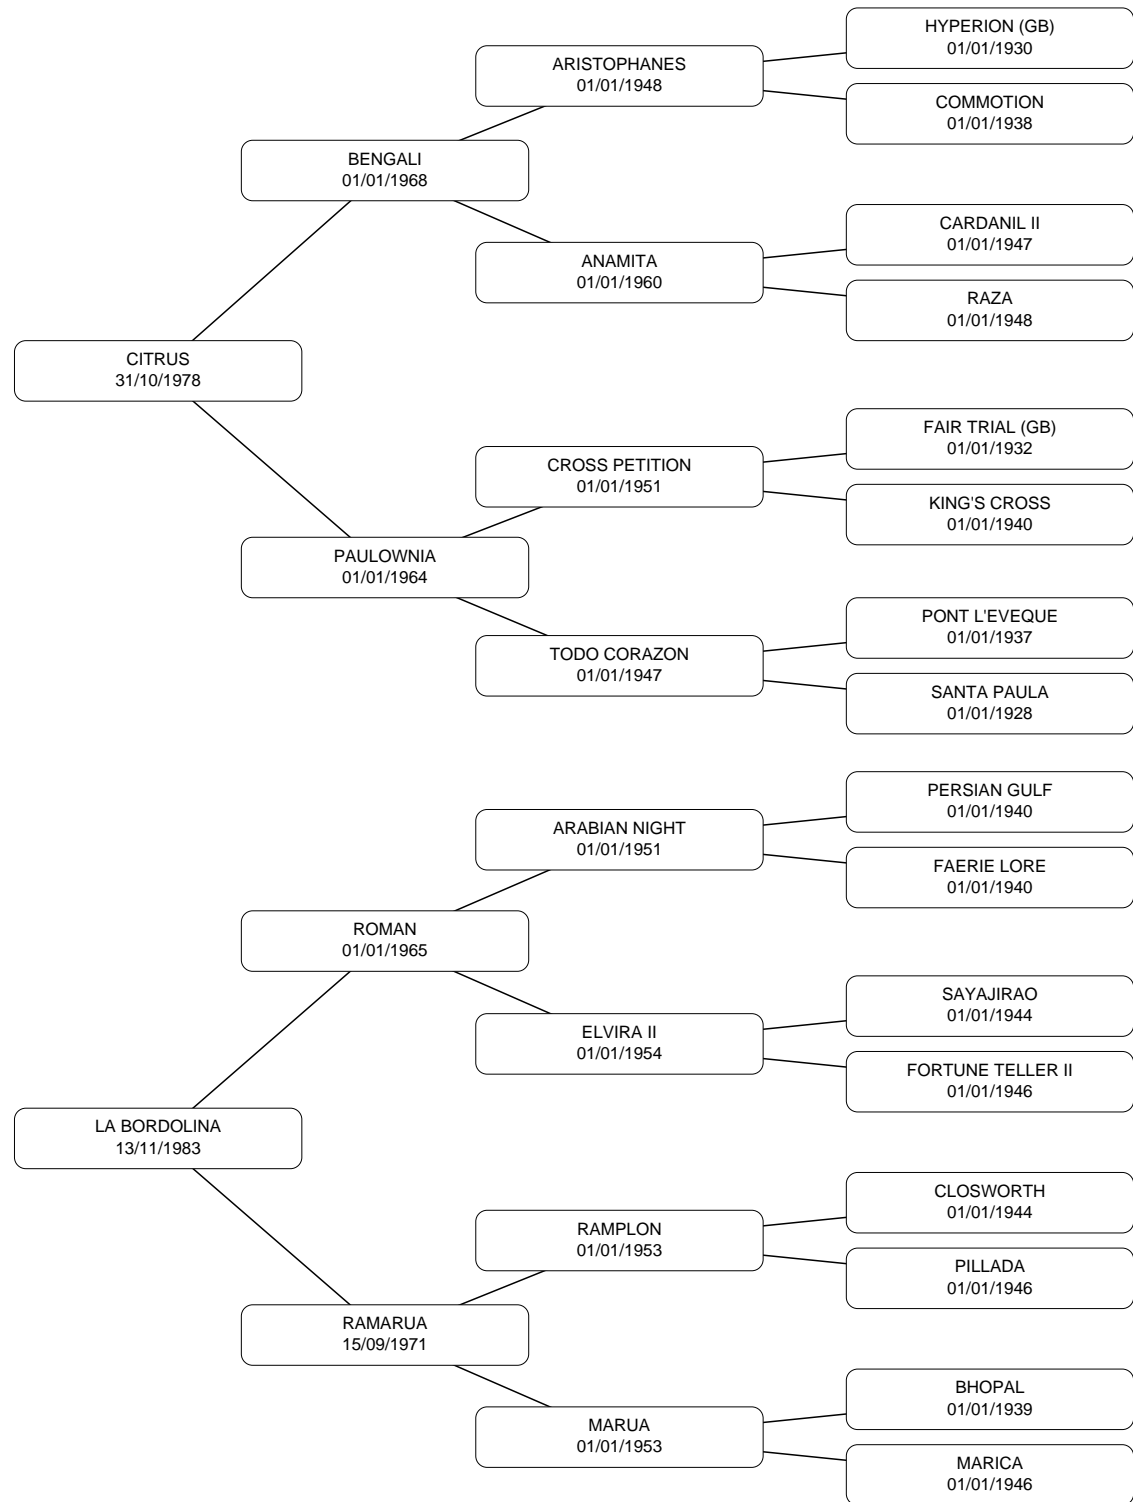 HYPERION (GB)
01/01/1930
ARISTOPHANES
01/01/1948
COMMOTION
01/01/1938
BENGALI
01/01/1968
CARDANIL II
01/01/1947
ANAMITA
01/01/1960
RAZA
01/01/1948
CITRUS
31/10/1978
FAIR TRIAL (GB)
01/01/1932
CROSS PETITION
01/01/1951
KING'S CROSS
01/01/1940
PAULOWNIA
01/01/1964
PONT L'EVEQUE
01/01/1937
TODO CORAZON
01/01/1947
SANTA PAULA
01/01/1928
PERSIAN GULF
01/01/1940
ARABIAN NIGHT
01/01/1951
FAERIE LORE
01/01/1940
ROMAN
01/01/1965
SAYAJIRAO
01/01/1944
ELVIRA II
01/01/1954
FORTUNE TELLER II
01/01/1946
LA BORDOLINA
13/11/1983
CLOSWORTH
01/01/1944
RAMPLON
01/01/1953
PILLADA
01/01/1946
RAMARUA
15/09/1971
BHOPAL
01/01/1939
MARUA
01/01/1953
MARICA
01/01/1946